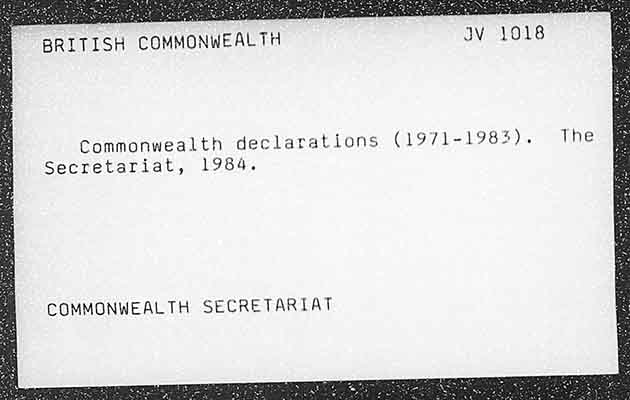 BRITISH COMMONWEALTH JV 1018
Commonwealth declarations (1971-1983). The
Secretariat, 1984.
COMMONWEALTH SECRETARIAT